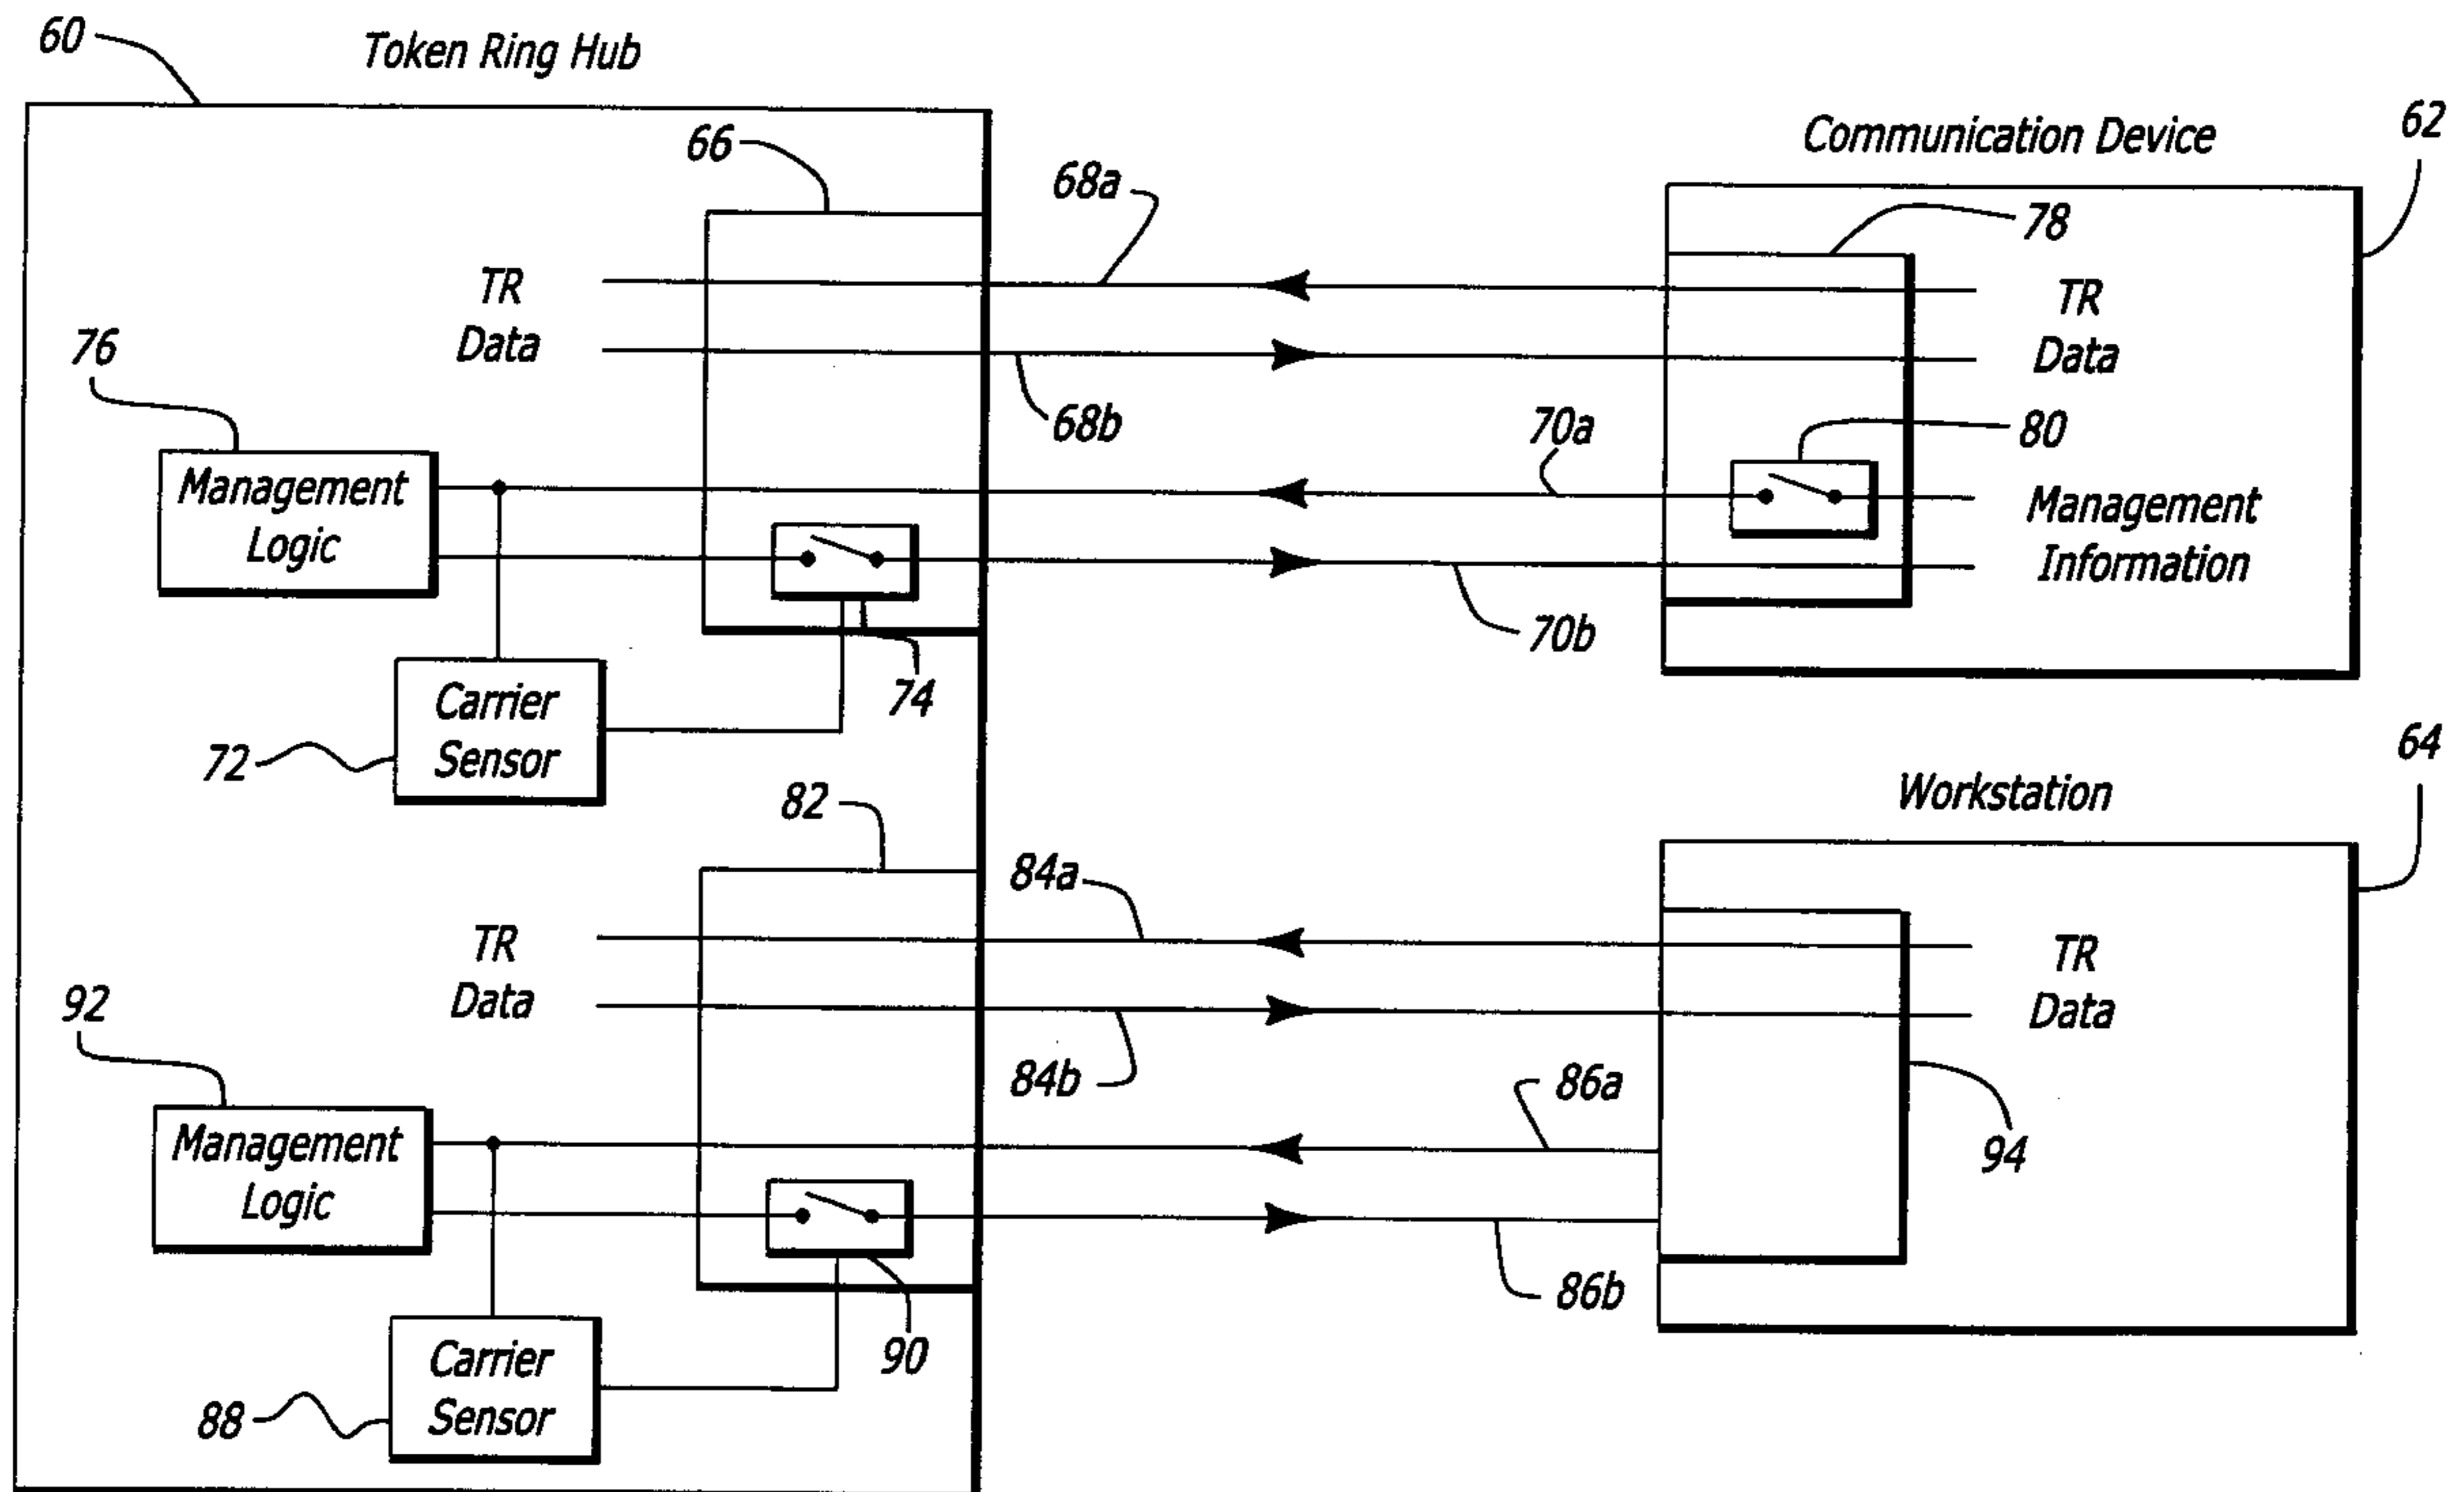 60
Token Ring Hub
66
68a
Communication Device
62
78
TR
Data
TR
Data
76
68b
70a
80
Management
Logic
Management
Information
70b
74
Carrier
Sensor
72
64
82
Workstation
84a
TR
Data
TR
Data
92
84b
86a
94
Management
Logic
86b
90
Carrier
Sensor
88